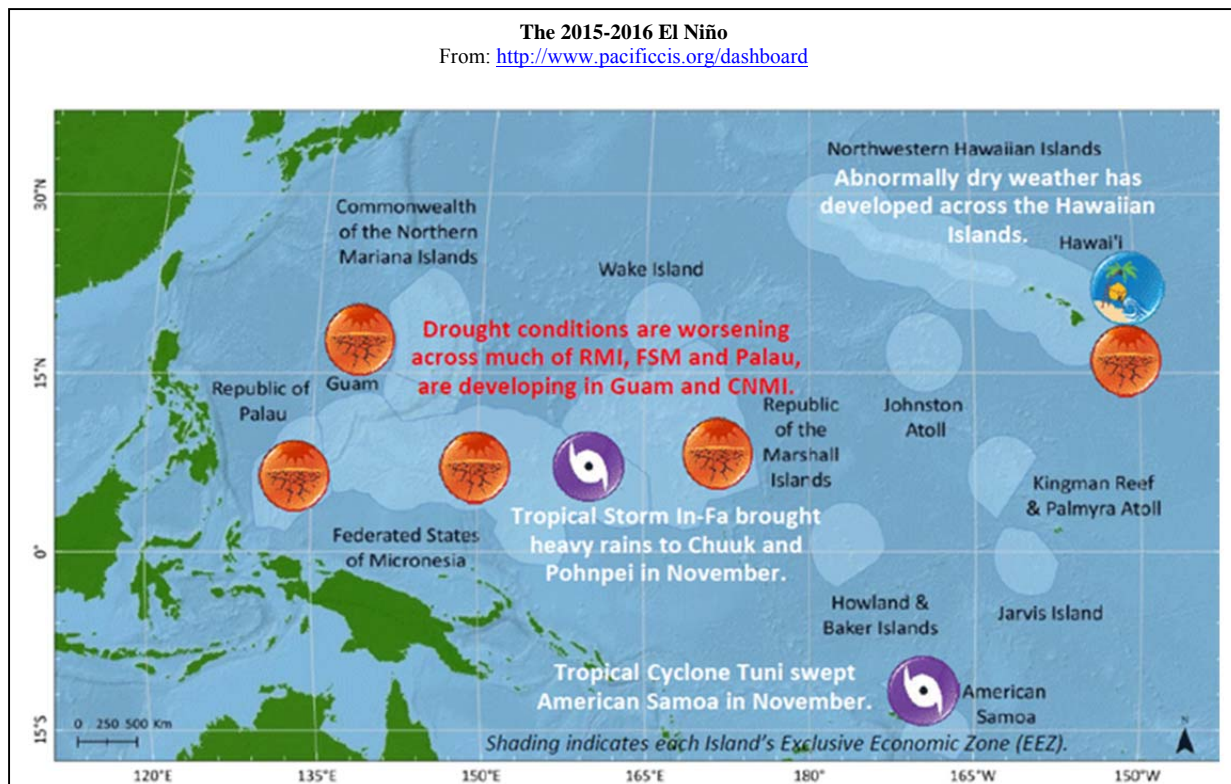 The 2015-2016 El Niño
From: http://www.pacificcis.org/dashboard
Northwestern Hawaiian Islands
Abnormally dry weather has
developed across the Hawaiian
Islands.
Hawai'i
Commonwealth
of the Northern
Mariana Islands
Wake Island
Drought conditions are worsening
across much of RMI, FSM and Palau,
are developing in Guam and CNMI.
Guam
Republic of
Palau
Republic
of the
Marshall
Islands
Johnston
Atoll
Kingman Reef
& Palmyra Atoll
Federated States
of Micronesia
Tropical Storm In-Fa brought
heavy rains to Chuuk and
Pohnpei in November.
Howland &
Baker Islands
Jarvis Island
Tropical Cyclone Tuni swept
American Samoa in November.
American
Samoa
Shading indicates each Island's Exclusive Economic Zone (EEZ).
0 250 500 Km
N
30°N
15°N
0°
15°S
120°E
135°E
150°E
165°E
180°
165°W
150°W